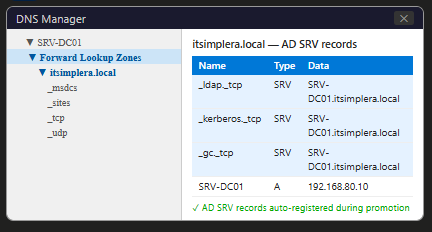 DNS Manager
▼ SRV-DC01
▼ Forward Lookup Zones
▼ itsimplera.local
_msdcs
_sites
_tcp
_udp
itsimplera.local — AD SRV records
Name Type Data
_ldap._tcp SRV SRV-
DC01.itsimplera.local
_kerberos._tcp SRV SRV-
DC01.itsimplera.local
_gc._tcp SRV SRV-
DC01.itsimplera.local
SRV-DC01 A 192.168.80.10
✓ AD SRV records auto-registered during promotion